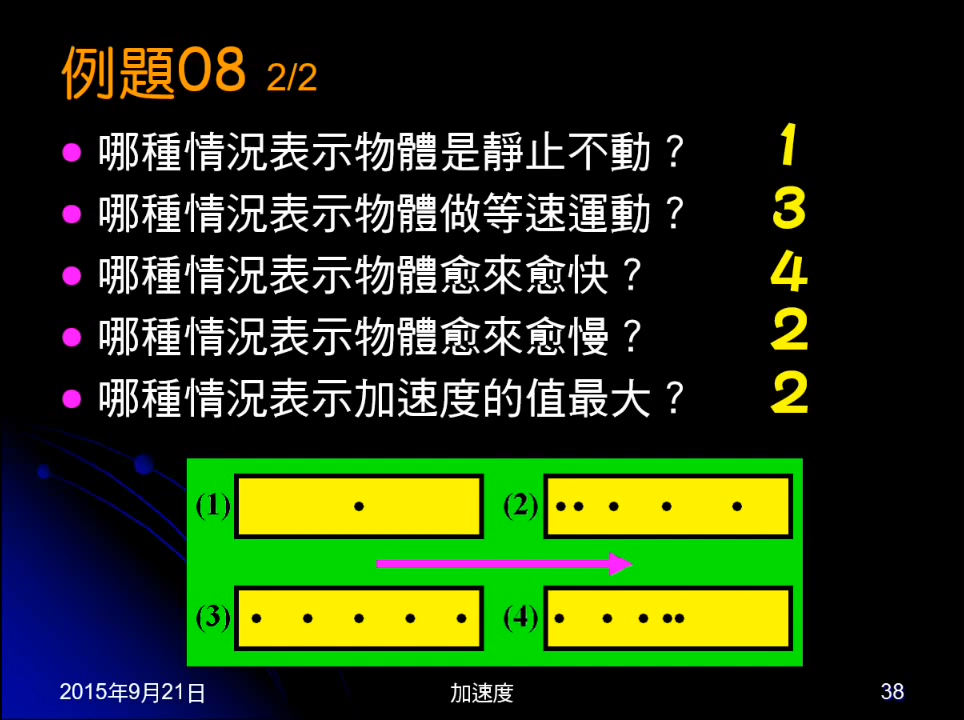 例題08 2/2
哪種情況表示物體是靜止不動？ 1
哪種情況表示物體做等速運動？ 3
哪種情況表示物體愈來愈快？ 4
哪種情況表示物體愈來愈慢？ 2
哪種情況表示加速度的值最大？ 2
(1) (2)
(3) (4)
2015年9月21日 加速度 38